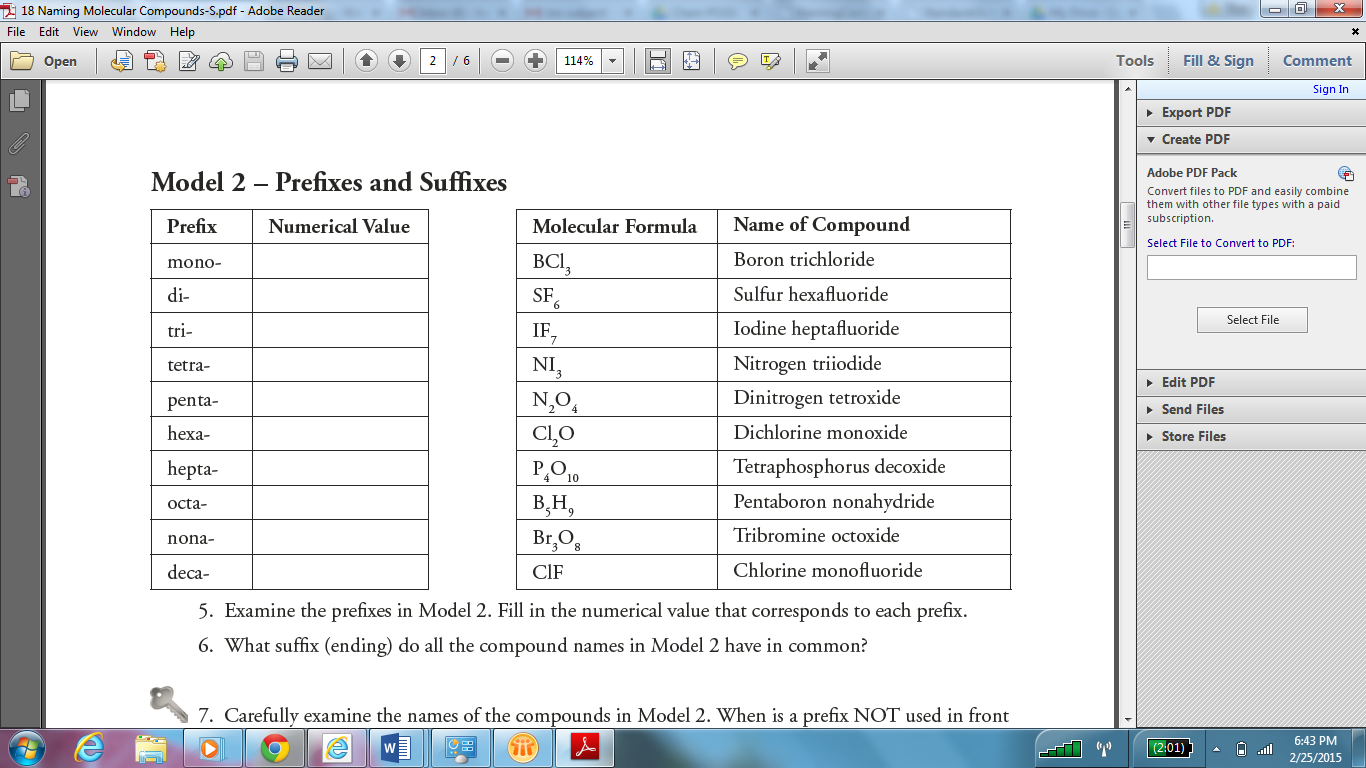 18 Naming Molecular Compounds-S.pdf - Adobe Reader
File Edit View Window Help
Open 2 / 6 114% Tools Fill & Sign Comment
Sign In
Export PDF
Create PDF
Adobe PDF Pack
Convert files to PDF and easily combine
them with other file types with a paid
subscription.
Select File to Convert to PDF:
Select File
Edit PDF
Send Files
Store Files
Model 2 – Prefixes and Suffixes
Prefix Numerical Value
mono-
di-
tri-
tetra-
penta-
hexa-
hepta-
octa-
nona-
deca-
Molecular Formula Name of Compound
BCl₃ Boron trichloride
SF₆ Sulfur hexafluoride
IF₇ Iodine heptafluoride
NI₃ Nitrogen triiodide
N₂O₄ Dinitrogen tetroxide
Cl₂O Dichlorine monoxide
P₄O₁₀ Tetraphosphorus decoxide
B₅H₉ Pentaboron nonahydride
Br₃O₈ Tribromine octoxide
ClF Chlorine monofluoride
5. Examine the prefixes in Model 2. Fill in the numerical value that corresponds to each prefix.
6. What suffix (ending) do all the compound names in Model 2 have in common?
7. Carefully examine the names of the compounds in Model 2. When is a prefix NOT used in front
(2:01) 6:43 PM
2/25/2015